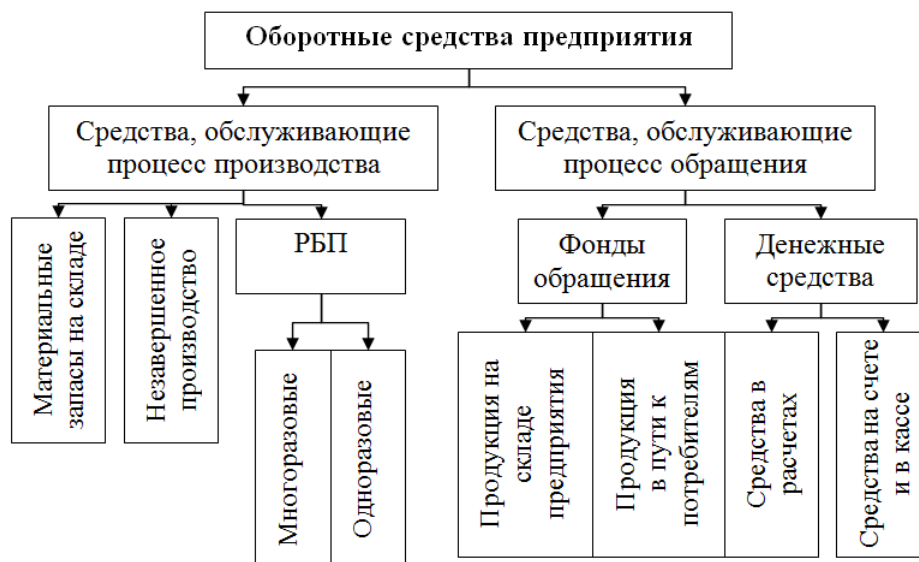 Оборотные средства предприятия
Средства, обслуживающие
процесс производства
Средства, обслуживающие
процесс обращения
Материальные
запасы на складе
Незавершенное
производство
РБП
Фонды
обращения
Денежные
средства
Многоразовые
Одноразовые
Продукция на
складе
предприятия
Продукция
в пути к
потребителям
Средства в
расчетах
Средства на счете
и в кассе